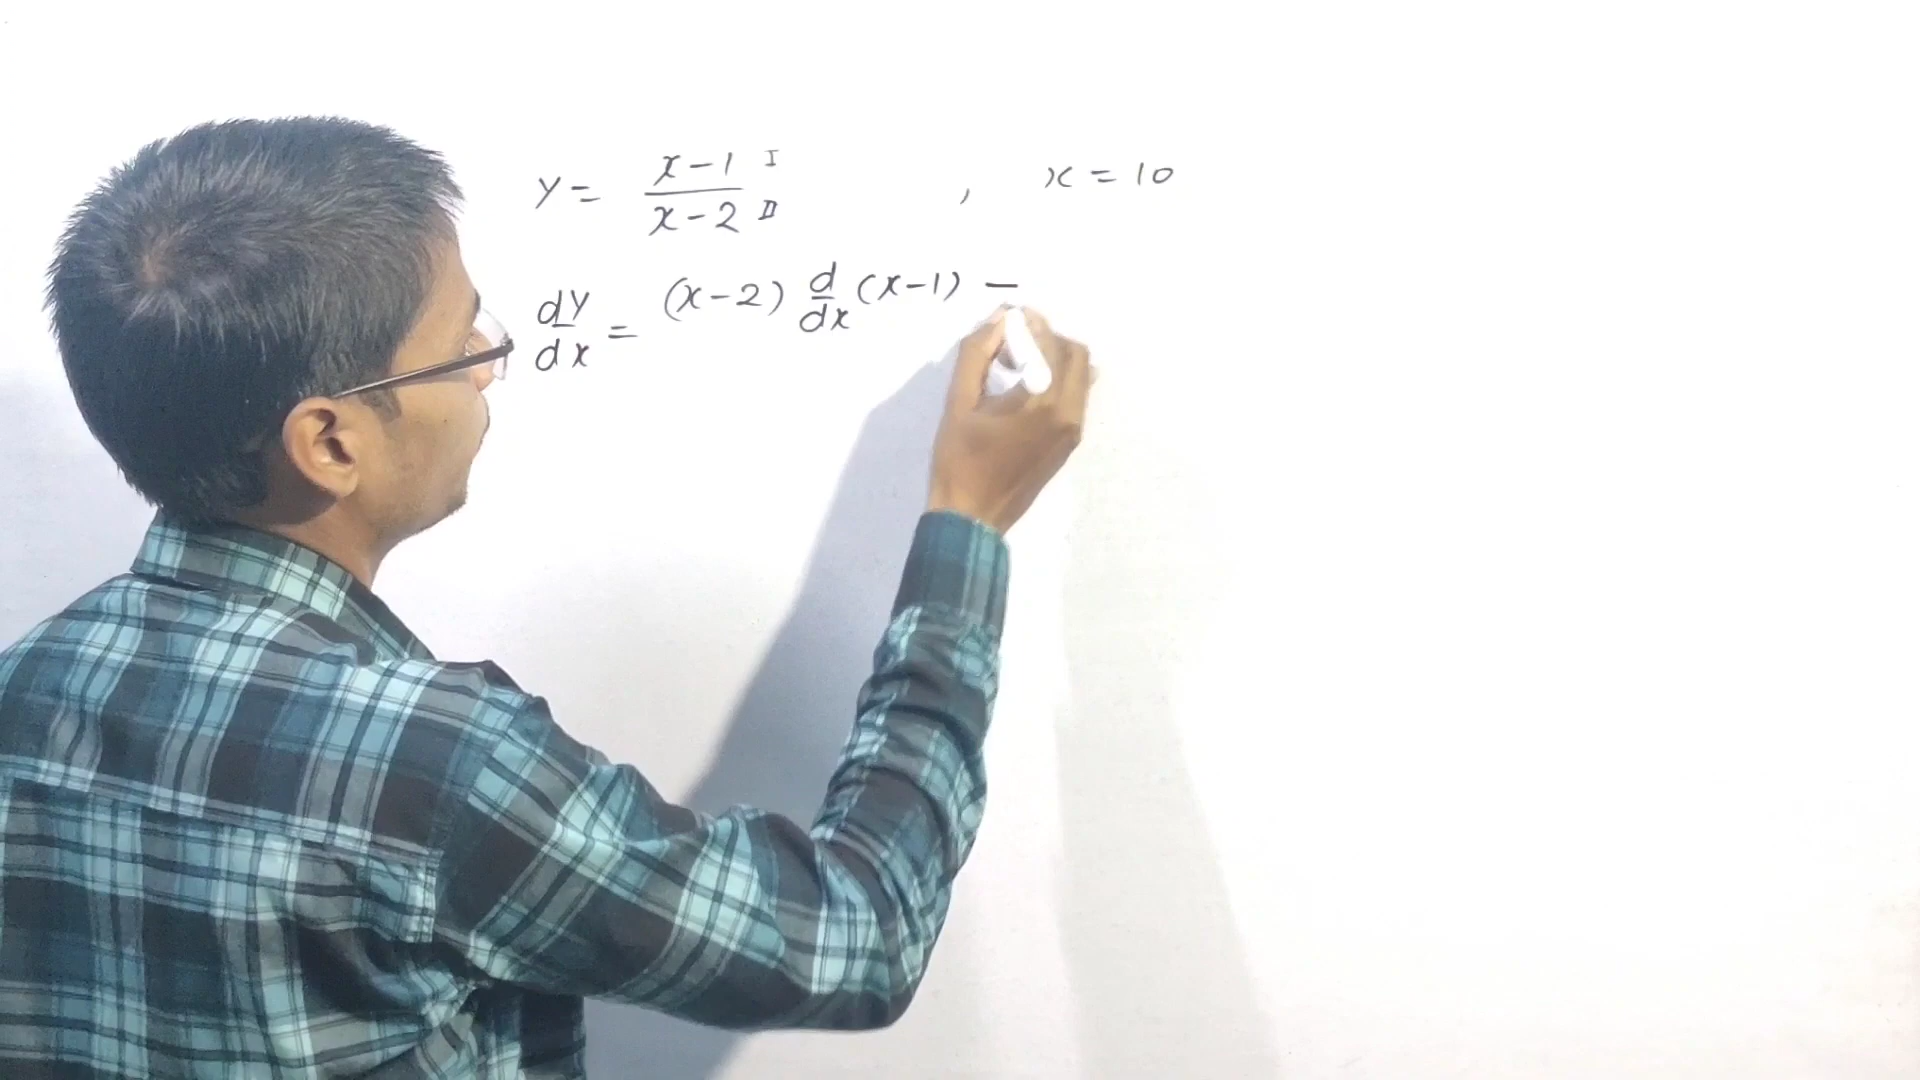 y = x-1 I , x = 10
x-2 II
dy (x-2) d (x-1) -
dx = dx